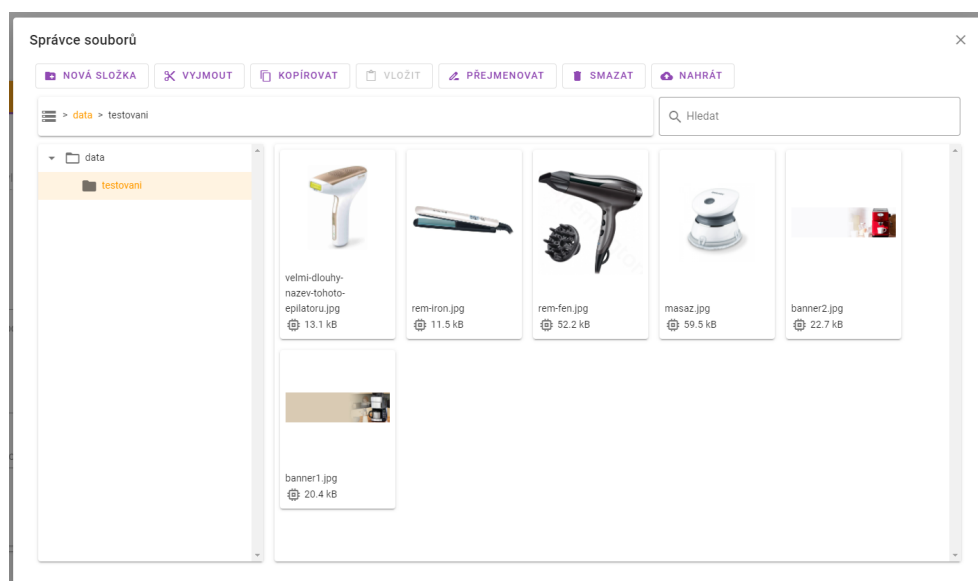 Správce souborů
NOVÁ SLOŽKA VYJMOUT KOPÍROVAT VLOŽIT PŘEJMENOVAT SMAZAT NAHRÁT
> data > testovani
Hledat
data
testovani
velmi-dlouhy-
nazev-tohoto-
epilatoru.jpg
13.1 kB
rem-iron.jpg
11.5 kB
rem-fen.jpg
52.2 kB
masaz.jpg
59.5 kB
banner2.jpg
22.7 kB
banner1.jpg
20.4 kB